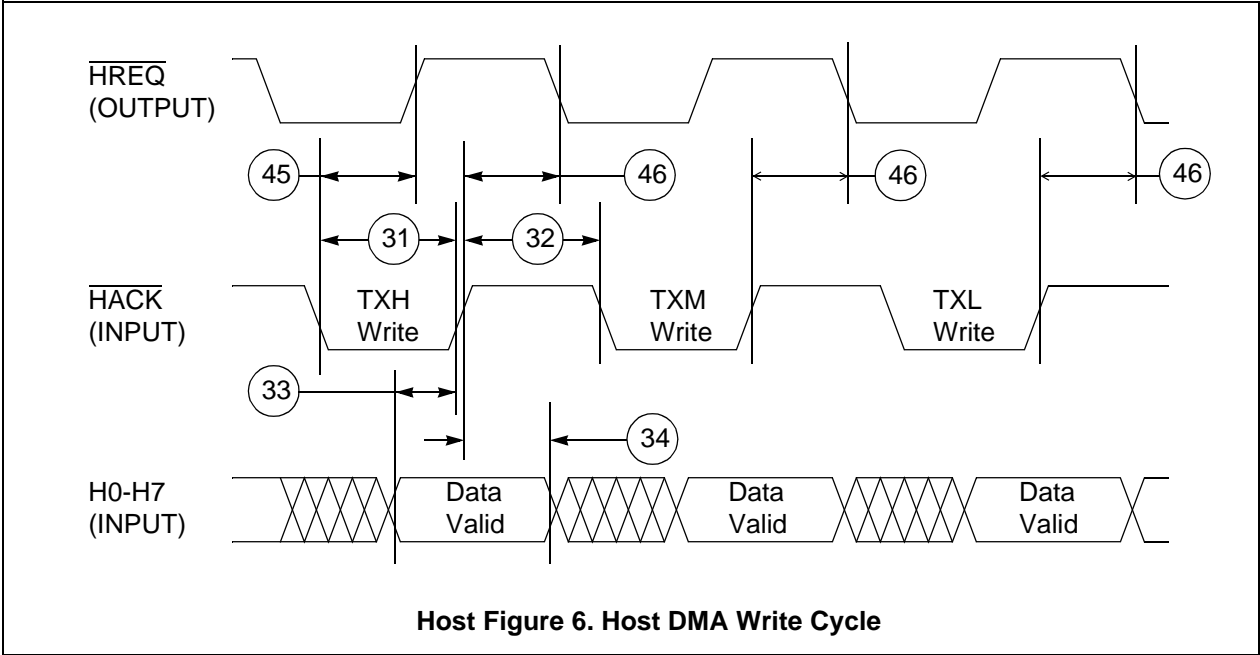 HREQ
(OUTPUT)
45
46
46
46
31
32
HACK
(INPUT)
TXH
Write
TXM
Write
TXL
Write
33
34
H0-H7
(INPUT)
Data
Valid
Data
Valid
Data
Valid
Host Figure 6. Host DMA Write Cycle